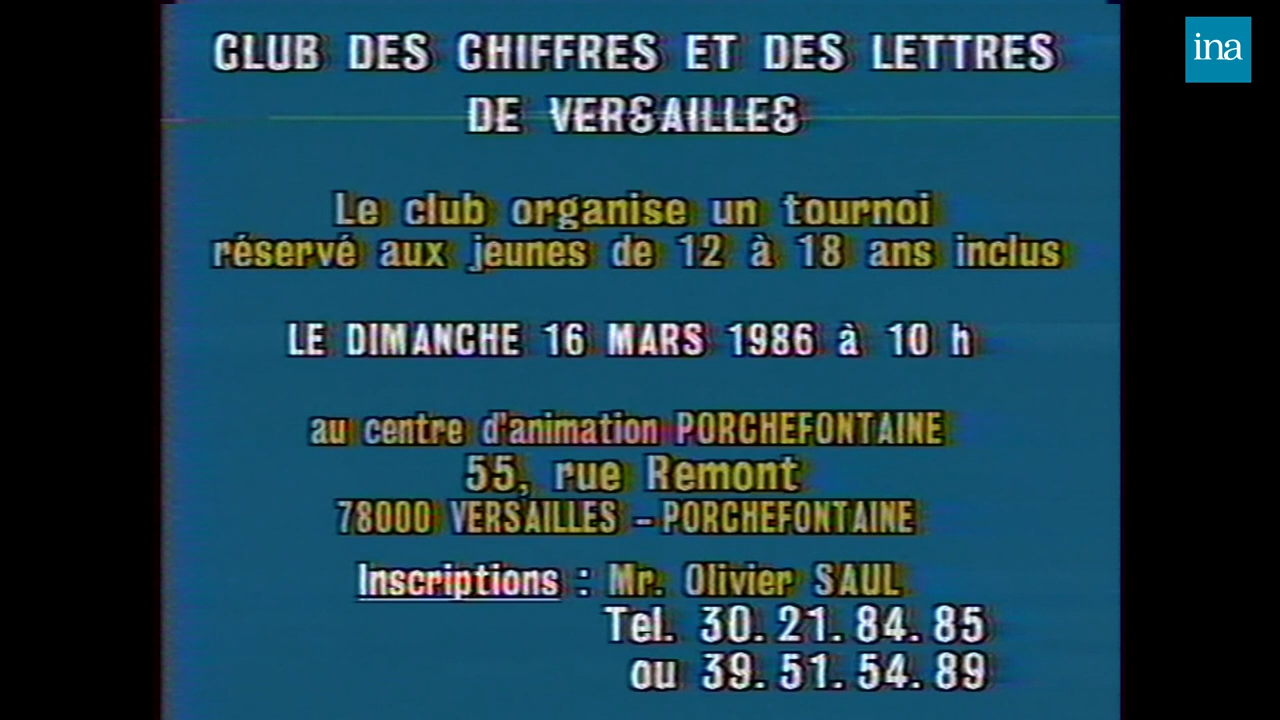 ina
CLUB DES CHIFFRES ET DES LETTRES
DE VERSAILLES
Le club organise un tournoi
réservé aux jeunes de 12 à 18 ans inclus
LE DIMANCHE 16 MARS 1986 à 10 h
au centre d'animation PORCHEFONTAINE
55, rue Remont
78000 VERSAILLES - PORCHEFONTAINE
Inscriptions : Mr. Olivier SAUL
Tel. 30.21.84.85
ou 39.51.54.89